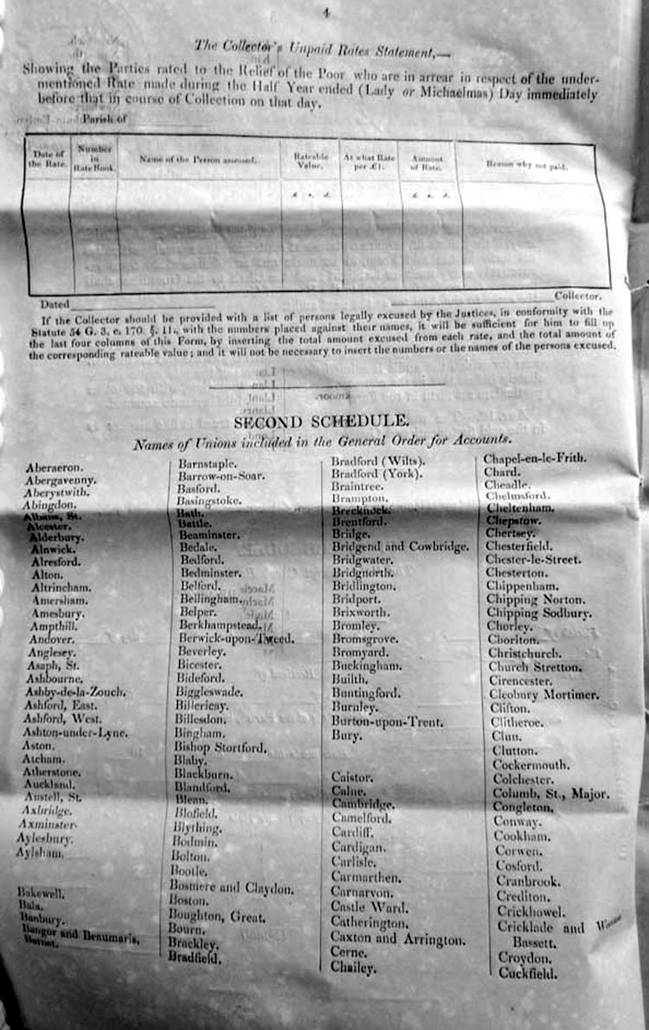 4
The Collector's Unpaid Rates Statement,—
Showing the Parties rated to the Relief of the Poor who are in arrear in respect of the under-
mentioned Rate made during the Half Year ended (Lady or Michaelmas) Day immediately
before that in course of Collection on that day.
Parish of
Date of the Rate.
Number in Rate Book.
Name of the Person assessed.
Rateable Value.
At what Rate per £1.
Amount of Rate.
Reason why not paid.
£ s. d.
£ s. d.
Dated
Collector.
If the Collector should be provided with a list of persons legally excused by the Justices, in conformity with the
Statute 54 G. 3. c. 170. §. 11., with the numbers placed against their names, it will be sufficient for him to fill up
the last four columns of this Form, by inserting the total amount excused from each rate, and the total amount of
the corresponding rateable value; and it will not be necessary to insert the numbers or the names of the persons excused.
SECOND SCHEDULE.
Names of Unions included in the General Order for Accounts.
Aberaeron.
Abergavenny.
Aberystwith.
Abingdon.
Albans, St.
Alcester.
Alderbury.
Alnwick.
Alresford.
Alton.
Altrincham.
Amersham.
Amesbury.
Ampthill.
Andover.
Anglesey.
Asaph, St.
Ashbourne.
Ashby-de-la-Zouch.
Ashford, East.
Ashford, West.
Ashton-under-Lyne.
Aston.
Atcham.
Atherstone.
Auckland.
Austell, St.
Axbridge.
Axminster
Aylesbury.
Aylsham.
Bakewell.
Bala.
Banbury.
Bangor and Beaumaris.
Barnet.
Barnstaple.
Barrow-on-Soar.
Basford.
Basingstoke.
Bath.
Battle.
Beaminster.
Bedale.
Bedford.
Bedminster.
Belford.
Bellingham.
Belper.
Berkhampstead.
Berwick-upon-Tweed.
Beverley.
Bicester.
Bideford.
Biggleswade.
Billericay.
Billesdon.
Bingham.
Bishop Stortford.
Blaby.
Blackburn.
Blandford.
Blean.
Blofield.
Blything.
Bodmin.
Bolton.
Bootle.
Bosmere and Claydon.
Boston.
Boughton, Great.
Bourn.
Brackley.
Bradfield.
Bradford (Wilts).
Bradford (York).
Braintree.
Brampton.
Brecknock.
Brentford.
Bridge.
Bridgend and Cowbridge.
Bridgwater.
Bridgnorth.
Bridlington.
Bridport.
Brixworth.
Bromley.
Bromsgrove.
Bromyard.
Buckingham.
Builth.
Buntingford.
Burnley.
Burton-upon-Trent.
Bury.
Caistor.
Calne.
Cambridge.
Camelford.
Cardiff.
Cardigan.
Carlisle.
Carmarthen.
Carnarvon.
Castle Ward.
Catherington.
Caxton and Arrington.
Cerne.
Chailey.
Chapel-en-le-Frith.
Chard.
Cheadle.
Chelmsford.
Cheltenham.
Chepstow.
Chertsey.
Chesterfield.
Chester-le-Street.
Chesterton.
Chippenham.
Chipping Norton.
Chipping Sodbury.
Chorley.
Chorlton.
Christchurch.
Church Stretton.
Cirencester.
Cleobury Mortimer.
Clifton.
Clitheroe.
Clun.
Clutton.
Cockermouth.
Colchester.
Columb, St., Major.
Congleton.
Conway.
Cookham.
Corwen.
Cosford.
Cranbrook.
Crediton.
Crickhowel.
Cricklade and
Bassett.
Croydon.
Cuckfield.